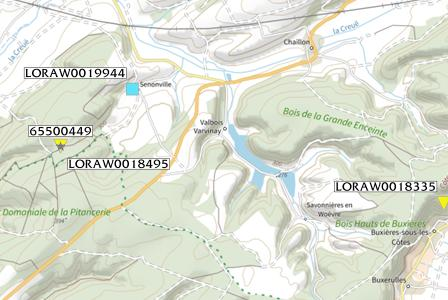 la Creuë
la Creuë
Chaillon
LORAW0019944
Senonville
Bois de la Grande Enceinte
65500449
Valbois
Varvinay
LORAW0018495
LORAW0018335
Domaniale de la Pitancerie
Savonnières en
Woëvre
Bois Hauts de Buxières
Buxières-sous-les-
Côtes
Buxerulles